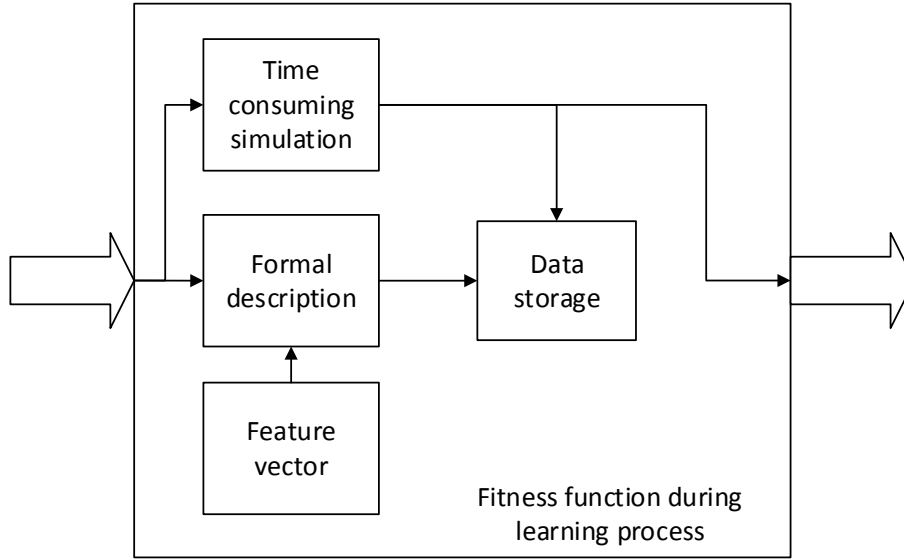 Time
consuming
simulation
Formal
description
Data
storage
Feature
vector
Fitness function during
learning process